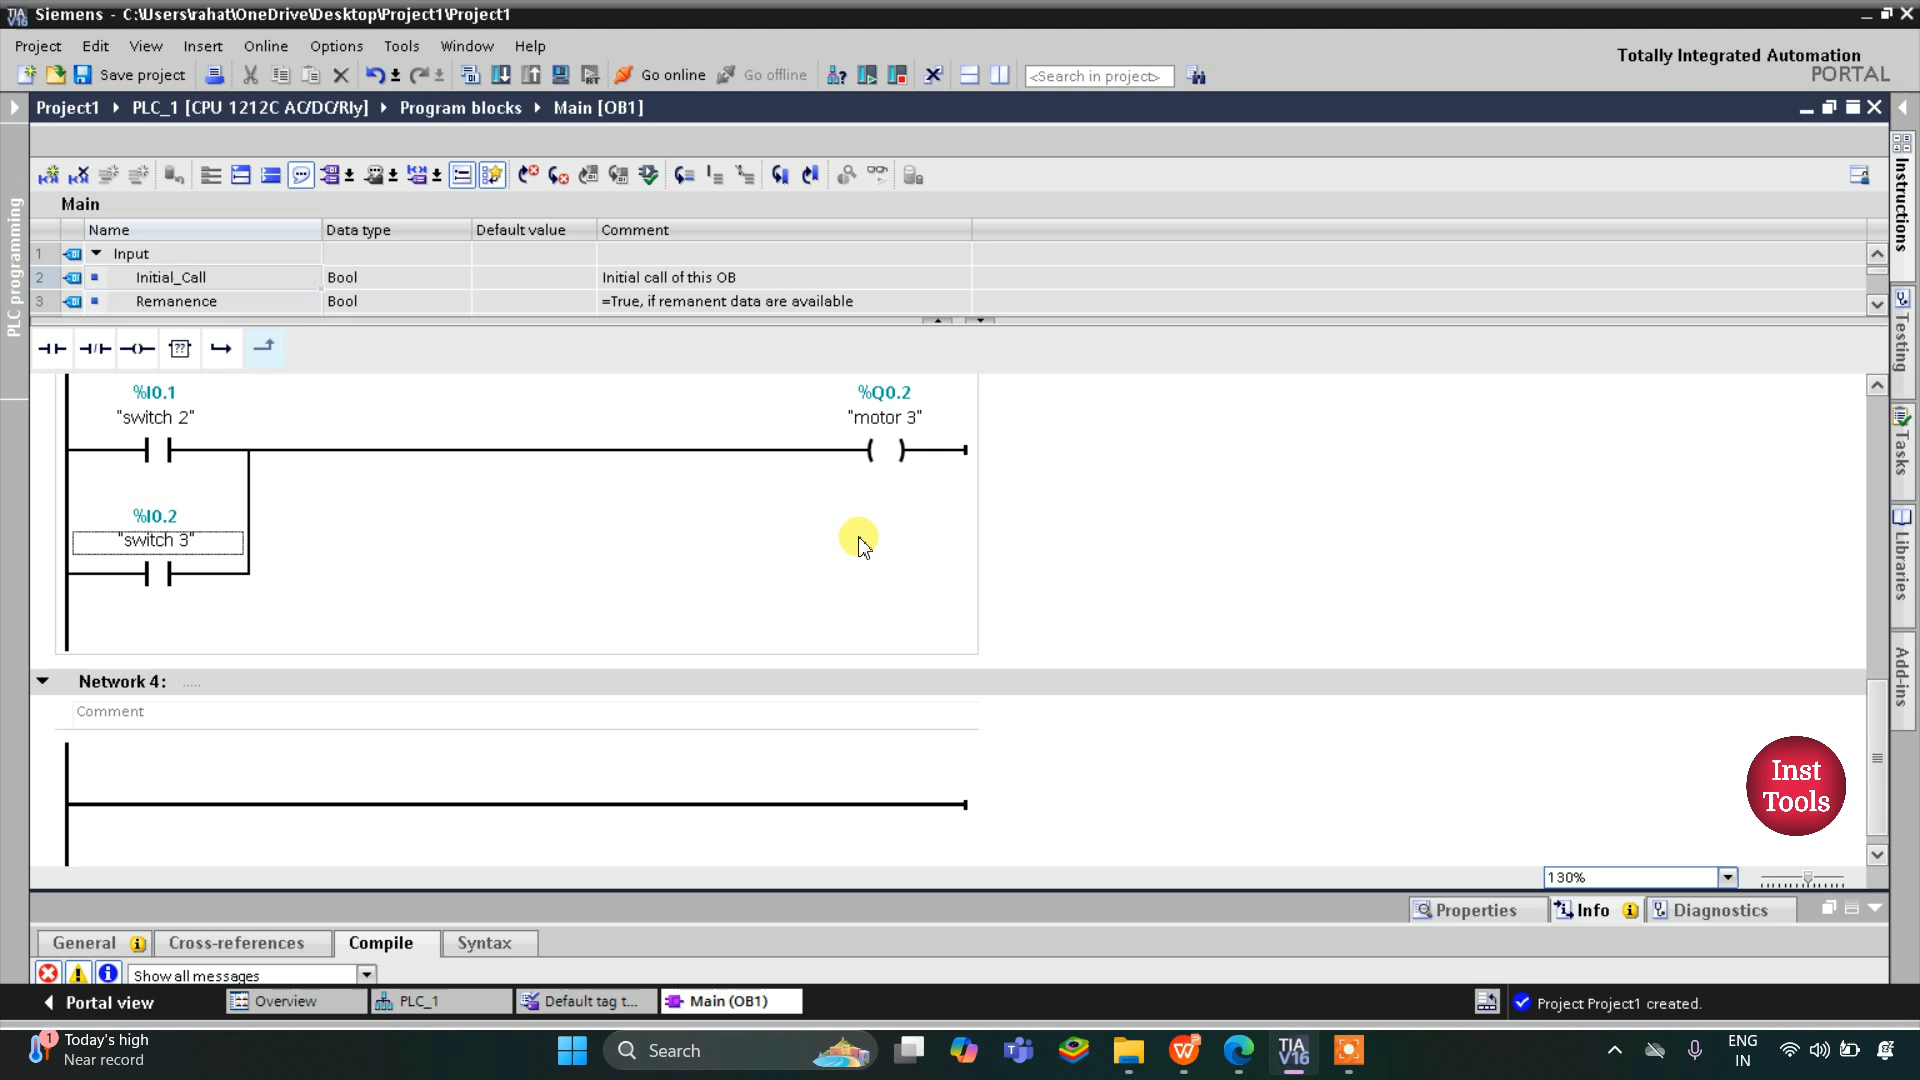 Siemens - C:\Users\rahat\OneDrive\Desktop\Project1\Project1
Project Edit View Insert Online Options Tools Window Help
Totally Integrated Automation
PORTAL
Save project
Go online
Go offline
<Search in project>
Project1 PLC_1 [CPU 1212C AC/DC/Rly] Program blocks Main [OB1]
Main
Name Data type Default value Comment
1 Input
2 Initial_Call Bool Initial call of this OB
3 Remanence Bool =True, if remanent data are available
%I0.1
"switch 2"
%Q0.2
"motor 3"
%I0.2
"switch 3"
Network 4: .....
Comment
Inst
Tools
130%
Properties Info Diagnostics
General Cross-references Compile Syntax
Show all messages
Portal view Overview PLC_1 Default tag t... Main (OB1) Project Project1 created.
PLC programming
Instructions
Testing
Tasks
Libraries
Add-ins
1
Today's high
Near record
Search
TIA
V16
ENG
IN